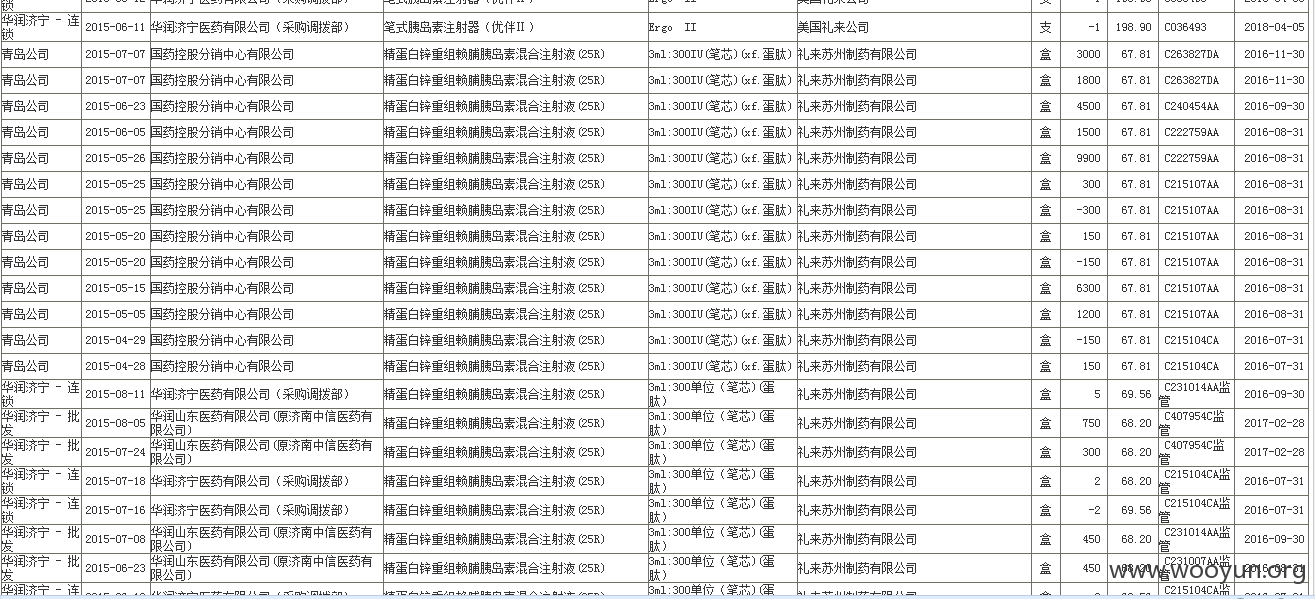 锁
华润济宁 - 连锁 2015-06-11 华润济宁医药有限公司（采购调拨部） 笔式胰岛素注射器（优伴II） Ergo II 美国礼来公司 支 -1 198.90 C036493 2018-04-05
青岛公司 2015-07-07 国药控股分销中心有限公司 精蛋白锌重组赖脯胰岛素混合注射液(25R) 3ml:300IU(笔芯)(xf.蛋肽) 礼来苏州制药有限公司 盒 3000 67.81 C263827DA 2016-11-30
青岛公司 2015-07-07 国药控股分销中心有限公司 精蛋白锌重组赖脯胰岛素混合注射液(25R) 3ml:300IU(笔芯)(xf.蛋肽) 礼来苏州制药有限公司 盒 1800 67.81 C263827DA 2016-11-30
青岛公司 2015-06-23 国药控股分销中心有限公司 精蛋白锌重组赖脯胰岛素混合注射液(25R) 3ml:300IU(笔芯)(xf.蛋肽) 礼来苏州制药有限公司 盒 4500 67.81 C240454AA 2016-09-30
青岛公司 2015-06-05 国药控股分销中心有限公司 精蛋白锌重组赖脯胰岛素混合注射液(25R) 3ml:300IU(笔芯)(xf.蛋肽) 礼来苏州制药有限公司 盒 1500 67.81 C222759AA 2016-08-31
青岛公司 2015-05-26 国药控股分销中心有限公司 精蛋白锌重组赖脯胰岛素混合注射液(25R) 3ml:300IU(笔芯)(xf.蛋肽) 礼来苏州制药有限公司 盒 9900 67.81 C222759AA 2016-08-31
青岛公司 2015-05-25 国药控股分销中心有限公司 精蛋白锌重组赖脯胰岛素混合注射液(25R) 3ml:300IU(笔芯)(xf.蛋肽) 礼来苏州制药有限公司 盒 300 67.81 C215107AA 2016-08-31
青岛公司 2015-05-25 国药控股分销中心有限公司 精蛋白锌重组赖脯胰岛素混合注射液(25R) 3ml:300IU(笔芯)(xf.蛋肽) 礼来苏州制药有限公司 盒 -300 67.81 C215107AA 2016-08-31
青岛公司 2015-05-20 国药控股分销中心有限公司 精蛋白锌重组赖脯胰岛素混合注射液(25R) 3ml:300IU(笔芯)(xf.蛋肽) 礼来苏州制药有限公司 盒 150 67.81 C215107AA 2016-08-31
青岛公司 2015-05-20 国药控股分销中心有限公司 精蛋白锌重组赖脯胰岛素混合注射液(25R) 3ml:300IU(笔芯)(xf.蛋肽) 礼来苏州制药有限公司 盒 -150 67.81 C215107AA 2016-08-31
青岛公司 2015-05-15 国药控股分销中心有限公司 精蛋白锌重组赖脯胰岛素混合注射液(25R) 3ml:300IU(笔芯)(xf.蛋肽) 礼来苏州制药有限公司 盒 6300 67.81 C215107AA 2016-08-31
青岛公司 2015-05-05 国药控股分销中心有限公司 精蛋白锌重组赖脯胰岛素混合注射液(25R) 3ml:300IU(笔芯)(xf.蛋肽) 礼来苏州制药有限公司 盒 1200 67.81 C215107AA 2016-08-31
青岛公司 2015-04-29 国药控股分销中心有限公司 精蛋白锌重组赖脯胰岛素混合注射液(25R) 3ml:300IU(笔芯)(xf.蛋肽) 礼来苏州制药有限公司 盒 -150 67.81 C215104CA 2016-07-31
青岛公司 2015-04-28 国药控股分销中心有限公司 精蛋白锌重组赖脯胰岛素混合注射液(25R) 3ml:300IU(笔芯)(xf.蛋肽) 礼来苏州制药有限公司 盒 150 67.81 C215104CA 2016-07-31
华润济宁 - 连锁 2015-08-11 华润济宁医药有限公司（采购调拨部） 精蛋白锌重组赖脯胰岛素混合注射液(25R) 3ml:300单位（笔芯）(蛋肽） 礼来苏州制药有限公司 盒 5 69.56 C231014AA监管 2016-09-30
华润济宁 - 批发 2015-08-05 华润山东医药有限公司(原济南中信医药有限公司） 精蛋白锌重组赖脯胰岛素混合注射液(25R) 3ml:300单位（笔芯）(蛋肽） 礼来苏州制药有限公司 盒 750 68.20 C407954C监管 2017-02-28
华润济宁 - 批发 2015-07-24 华润山东医药有限公司(原济南中信医药有限公司） 精蛋白锌重组赖脯胰岛素混合注射液(25R) 3ml:300单位（笔芯）(蛋肽） 礼来苏州制药有限公司 盒 300 68.20 C407954C监管 2017-02-28
华润济宁 - 连锁 2015-07-18 华润济宁医药有限公司（采购调拨部） 精蛋白锌重组赖脯胰岛素混合注射液(25R) 3ml:300单位（笔芯）(蛋肽） 礼来苏州制药有限公司 盒 2 68.20 C215104CA监管 2016-07-31
华润济宁 - 连锁 2015-07-16 华润济宁医药有限公司（采购调拨部） 精蛋白锌重组赖脯胰岛素混合注射液(25R) 3ml:300单位（笔芯）(蛋肽） 礼来苏州制药有限公司 盒 -2 69.56 C215104CA监管 2016-07-31
华润济宁 - 批发 2015-07-08 华润山东医药有限公司(原济南中信医药有限公司） 精蛋白锌重组赖脯胰岛素混合注射液(25R) 3ml:300单位（笔芯）(蛋肽） 礼来苏州制药有限公司 盒 450 68.20 C231014AA监管 2016-09-30
华润济宁 - 批发 2015-06-23 华润山东医药有限公司(原济南中信医药有限公司） 精蛋白锌重组赖脯胰岛素混合注射液(25R) 3ml:300单位（笔芯）(蛋肽） 礼来苏州制药有限公司 盒 450 68.20 C231007AA监管 2016-08-31
www.wooyun.org